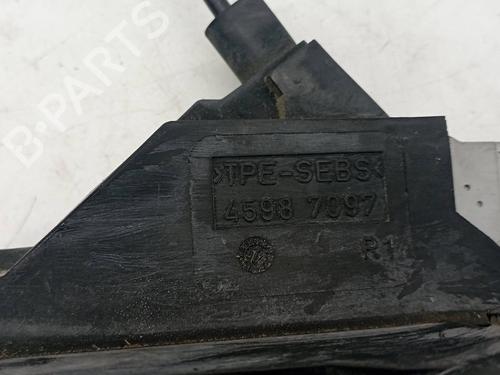 B-PARTS
>TPE-SEBS<
4598 7097
R1